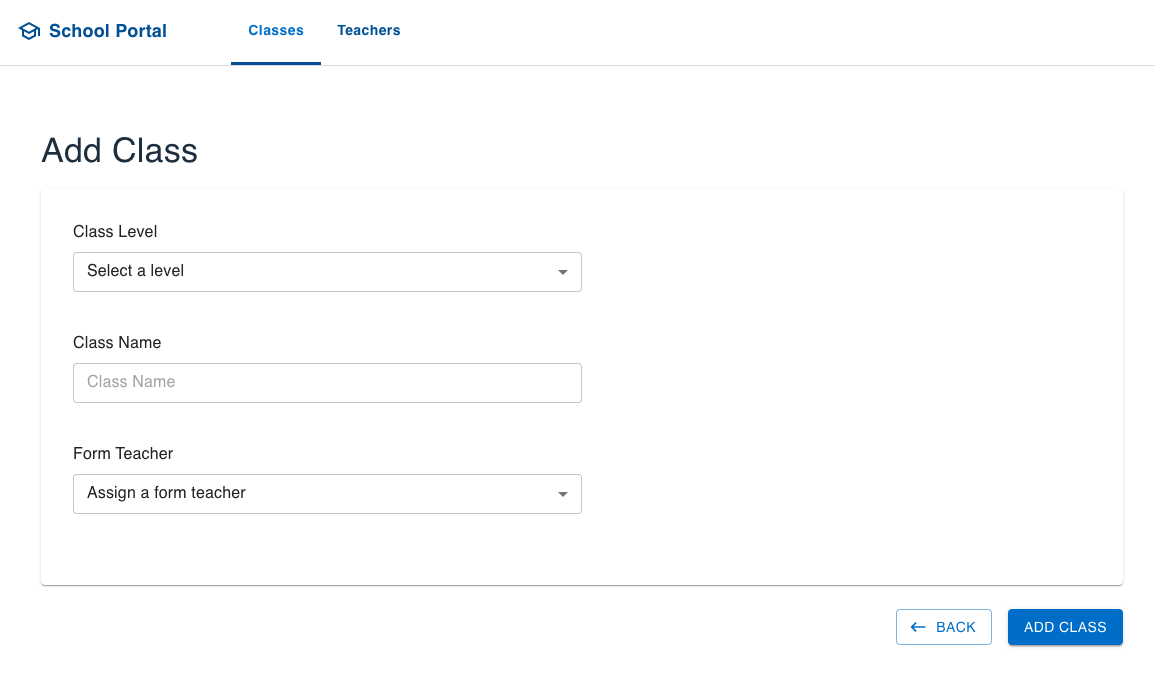 School Portal
Classes
Teachers
Add Class
Class Level
Select a level
Class Name
Class Name
Form Teacher
Assign a form teacher
BACK
ADD CLASS